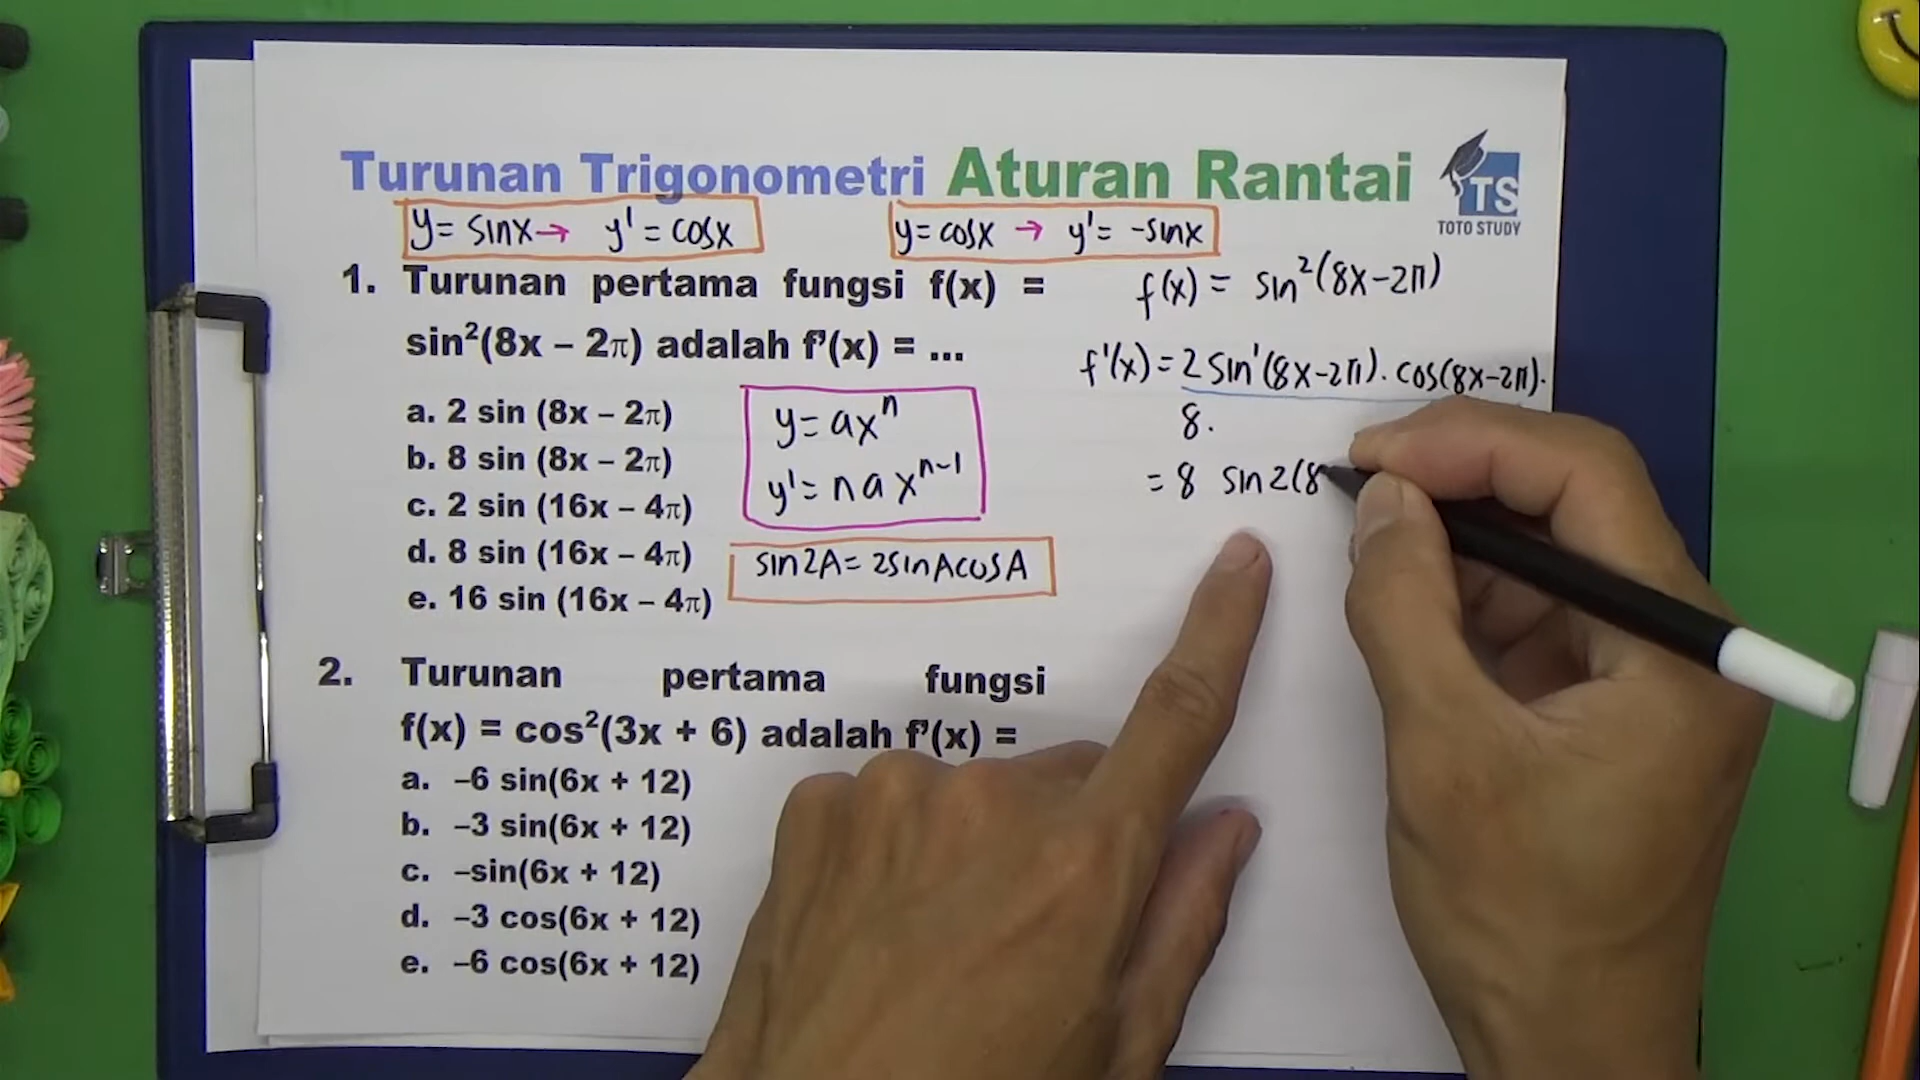 Turunan Trigonometri Aturan Rantai
TS
TOTO STUDY
y = sinx → y' = cosx
y = cosx → y' = -sinx
1. Turunan pertama fungsi f(x) =
sin²(8x – 2π) adalah f'(x) = ...
a. 2 sin (8x – 2π)
b. 8 sin (8x – 2π)
c. 2 sin (16x – 4π)
d. 8 sin (16x – 4π)
e. 16 sin (16x – 4π)
y = axⁿ
y' = n a xⁿ⁻¹
sin2A = 2sinAcosA
f(x) = sin²(8x-2π)
f'(x) = 2 sin'(8x-2π) . cos(8x-2π).
8.
= 8 sin2(8
2. Turunan pertama fungsi
f(x) = cos²(3x + 6) adalah f'(x) =
a. –6 sin(6x + 12)
b. –3 sin(6x + 12)
c. –sin(6x + 12)
d. –3 cos(6x + 12)
e. –6 cos(6x + 12)